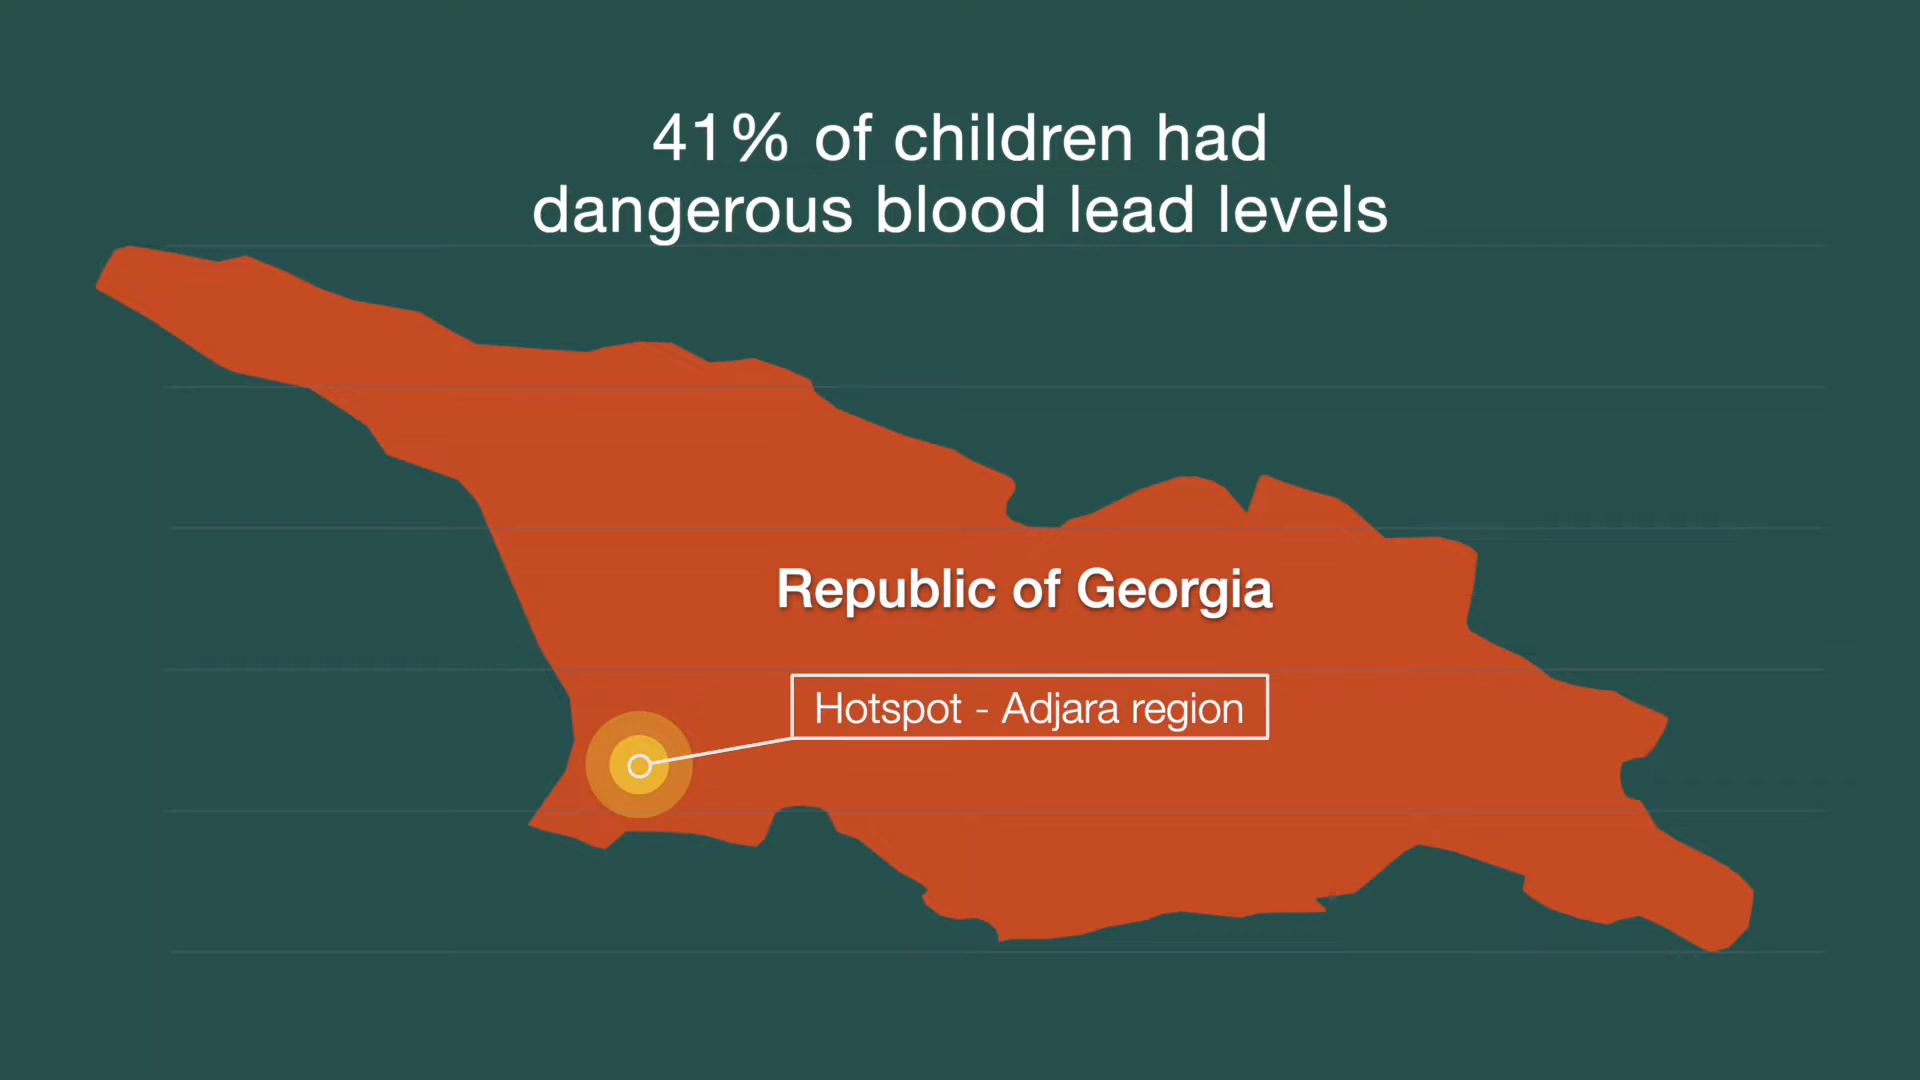 41% of children had
dangerous blood lead levels
Republic of Georgia
Hotspot - Adjara region